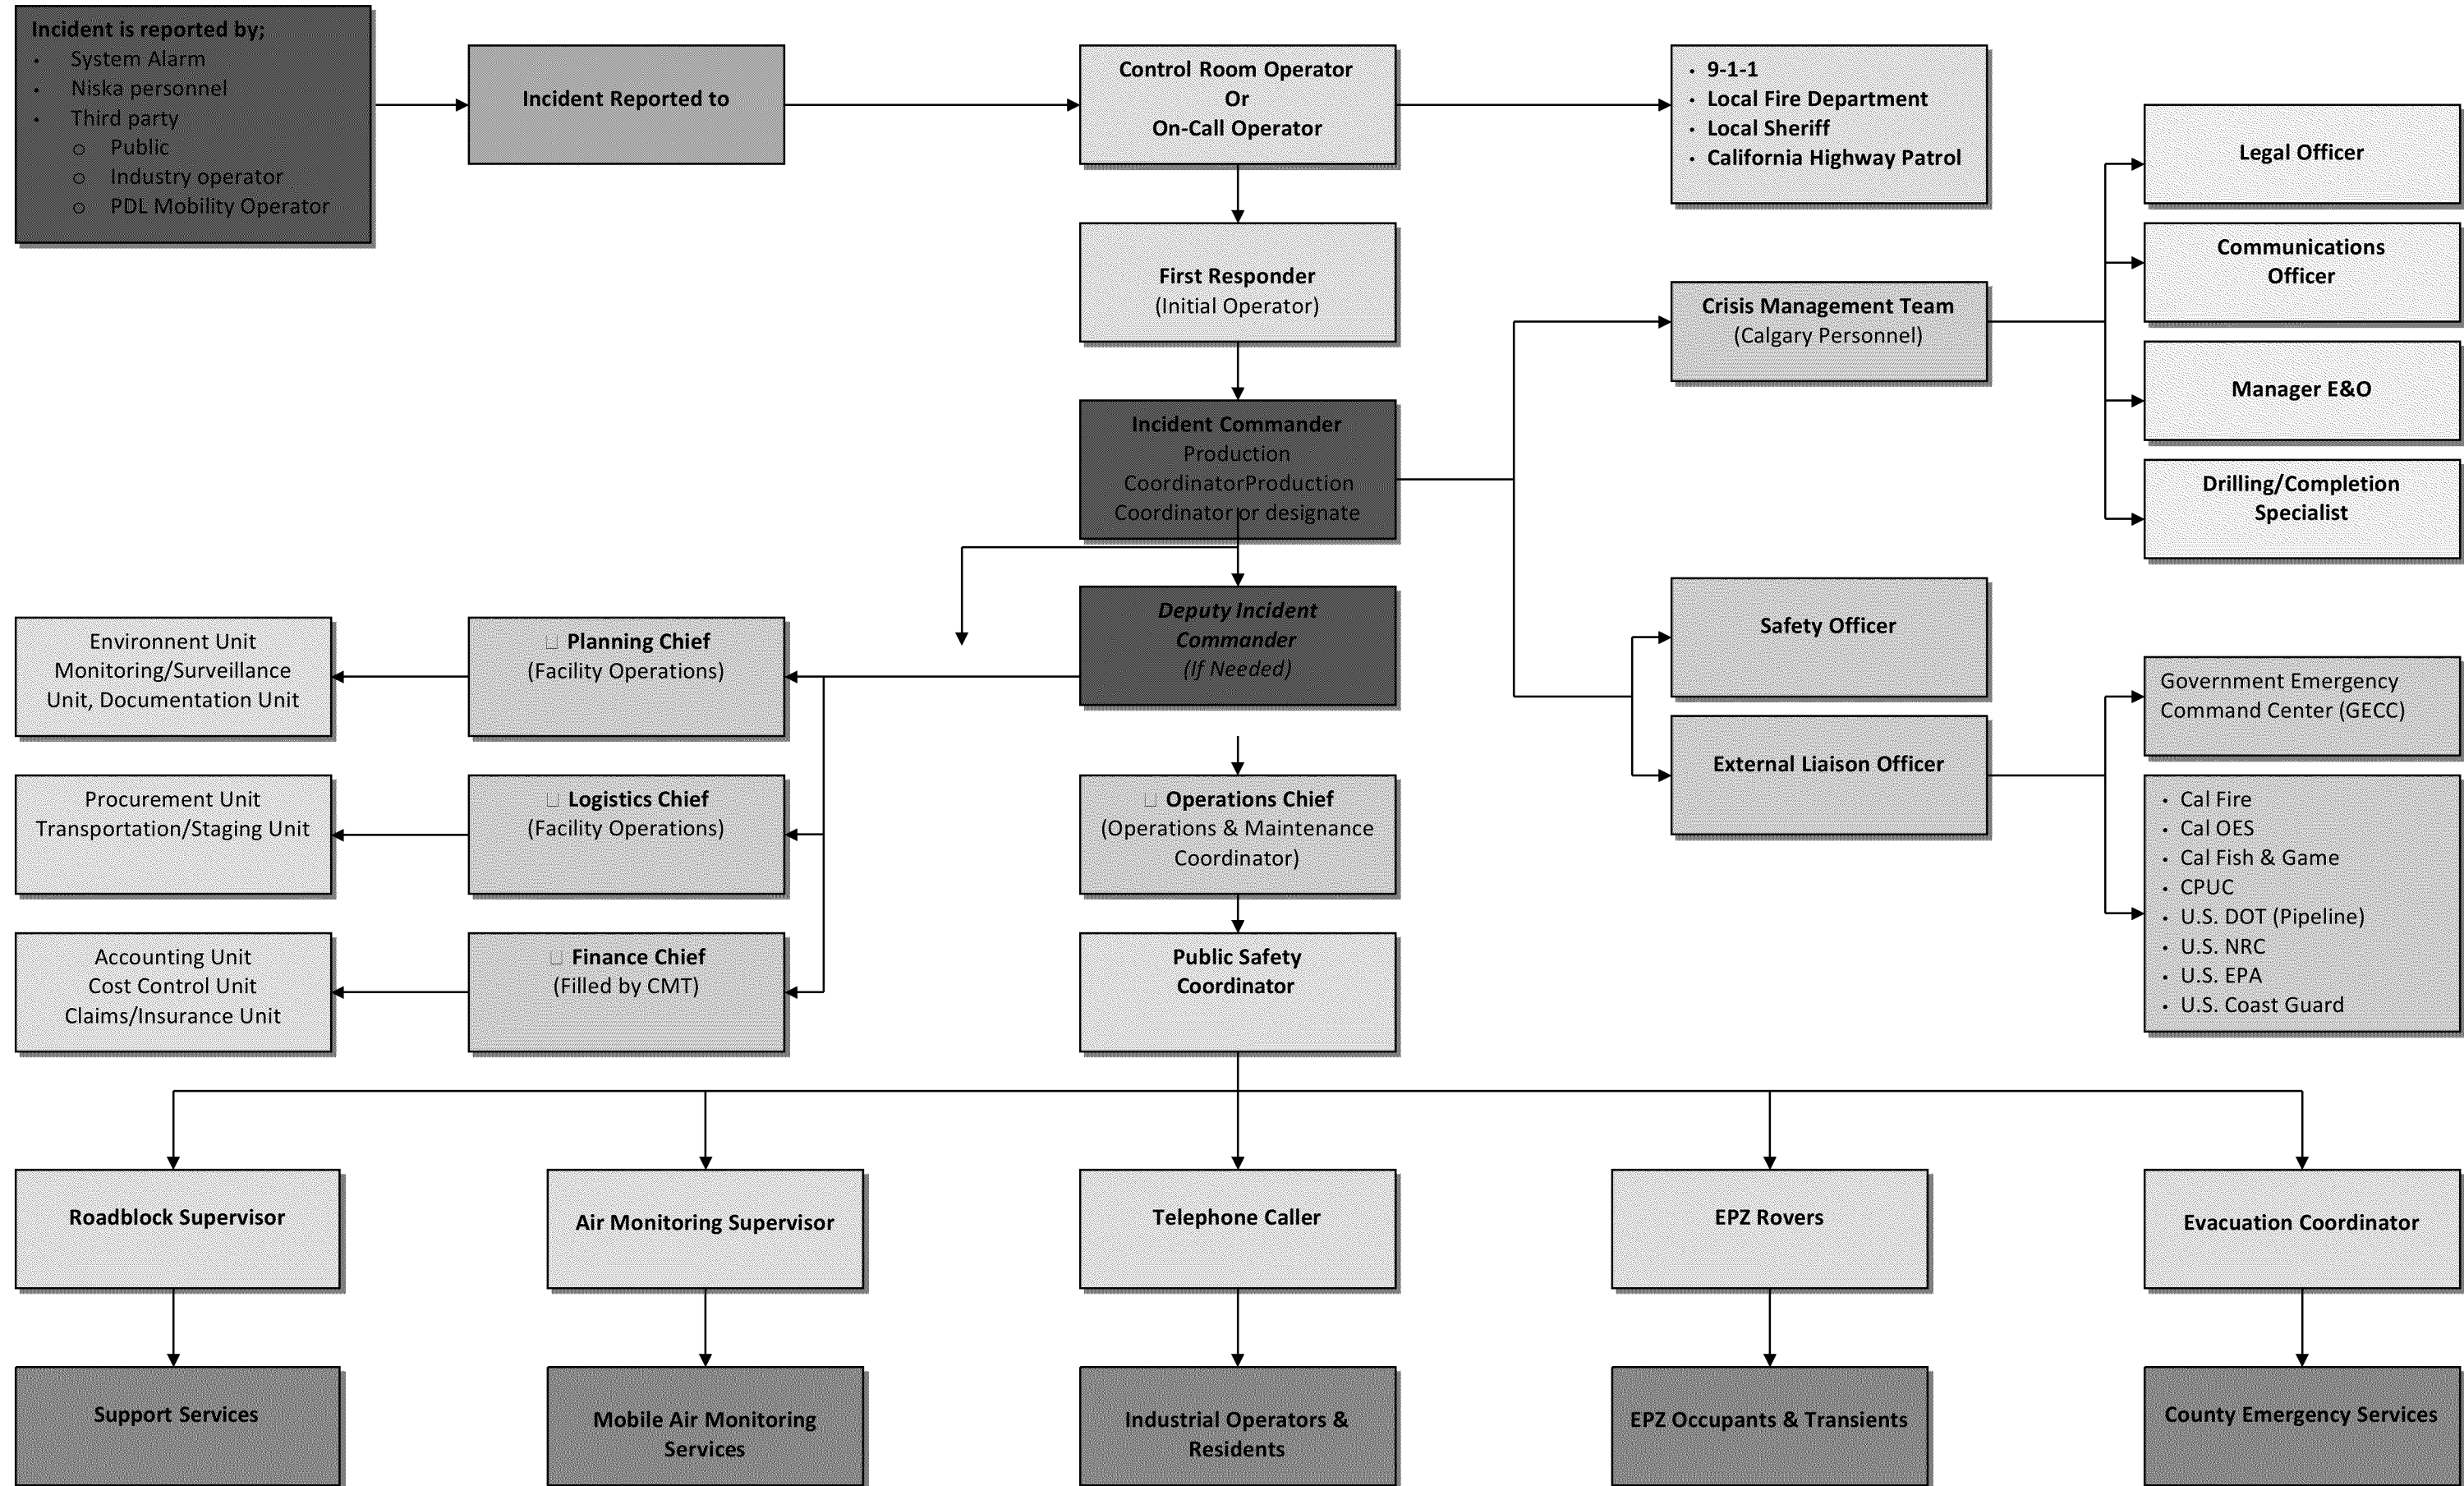 Incident is reported by;
• System Alarm
• Niska personnel
• Third party
o Public
o Industry operator
o PDL Mobility Operator
Incident Reported to
Control Room Operator
Or
On-Call Operator
• 9-1-1
• Local Fire Department
• Local Sheriff
• California Highway Patrol
Legal Officer
First Responder
(Initial Operator)
Communications
Officer
Crisis Management Team
(Calgary Personnel)
Manager E&O
Incident Commander
Production
CoordinatorProduction
Coordinator or designate
Drilling/Completion
Specialist
Deputy Incident
Commander
(If Needed)
Safety Officer
Environnent Unit
Monitoring/Surveillance
Unit, Documentation Unit
□ Planning Chief
(Facility Operations)
Government Emergency
Command Center (GECC)
External Liaison Officer
Procurement Unit
Transportation/Staging Unit
□ Logistics Chief
(Facility Operations)
□ Operations Chief
(Operations & Maintenance
Coordinator)
• Cal Fire
• Cal OES
• Cal Fish & Game
• CPUC
• U.S. DOT (Pipeline)
• U.S. NRC
• U.S. EPA
• U.S. Coast Guard
Accounting Unit
Cost Control Unit
Claims/Insurance Unit
□ Finance Chief
(Filled by CMT)
Public Safety
Coordinator
Roadblock Supervisor
Air Monitoring Supervisor
Telephone Caller
EPZ Rovers
Evacuation Coordinator
Support Services
Mobile Air Monitoring
Services
Industrial Operators &
Residents
EPZ Occupants & Transients
County Emergency Services